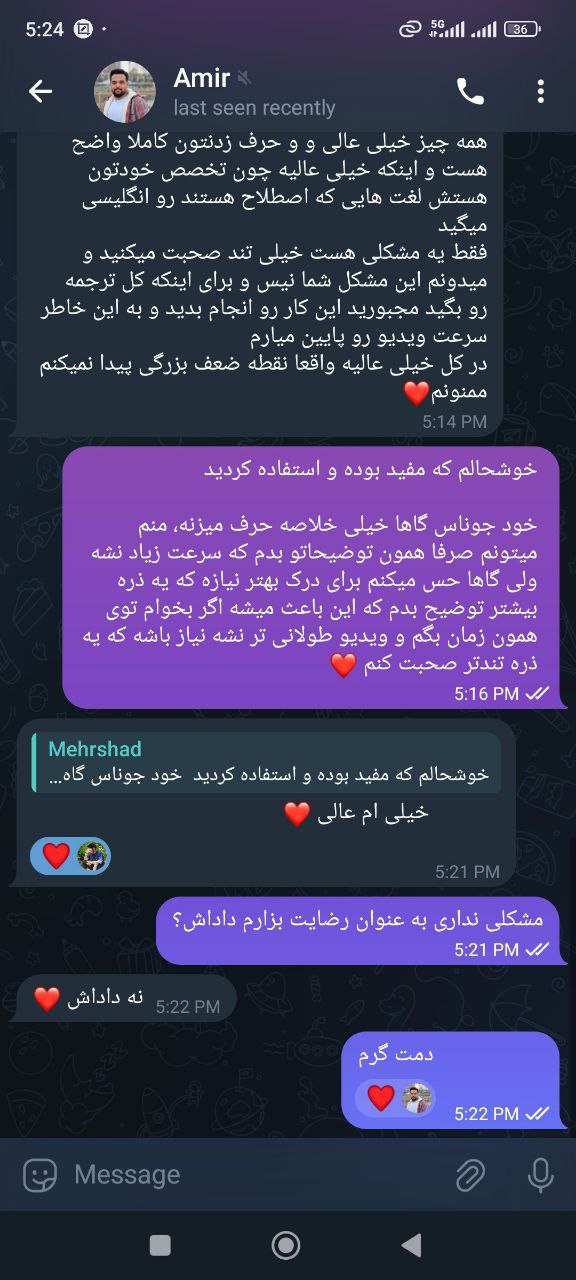 5:24
5G
36
Amir
last seen recently
همه چیز خیلی عالی و و حرف زدنتون کاملا واضح
هست و اینکه خیلی عالیه چون تخصص خودتون
هستش لغت هایی که اصطلاح هستند رو انگلیسی
میگید
فقط یه مشکلی هست خیلی تند صحبت میکنید و
میدونم این مشکل شما نیس و برای اینکه کل ترجمه
رو بگید مجبورید این کار رو انجام بدید و به این خاطر
سرعت ویدیو رو پایین میارم
در کل خیلی عالیه واقعا نقطه ضعف بزرگی پیدا نمیکنم
ممنونم❤️
5:14 PM
خوشحالم که مفید بوده و استفاده کردید
خود جوناس گاها خیلی خلاصه حرف میزنه، منم
میتونم صرفا همون توضیحاتو بدم که سرعت زیاد نشه
ولی گاها حس میکنم برای درک بهتر نیازه که یه ذره
بیشتر توضیح بدم که این باعث میشه اگر بخوام توی
همون زمان بگم و ویدیو طولانی تر نشه نیاز باشه که یه
ذره تندتر صحبت کنم ❤️
5:16 PM
Mehrshad
خوشحالم که مفید بوده و استفاده کردید خود جوناس گاه...
خیلی ام عالی ❤️
5:21 PM
مشکلی نداری به عنوان رضایت بزارم داداش؟
5:21 PM
نه داداش ❤️
5:22 PM
دمت گرم
5:22 PM
Message